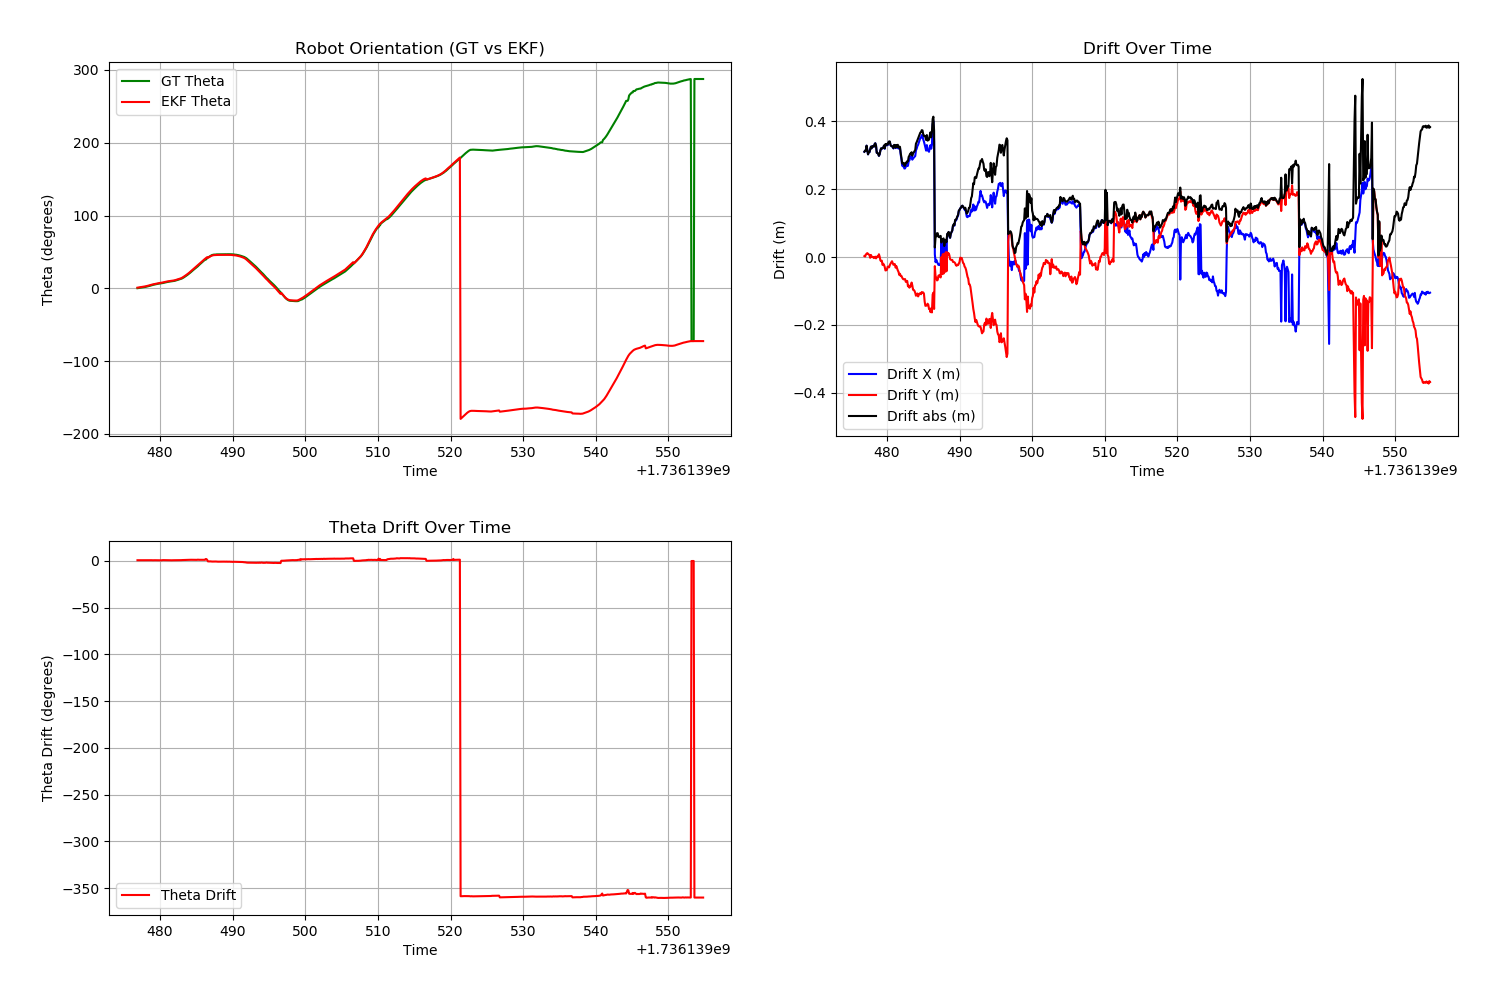 Robot Orientation (GT vs EKF)
GT Theta
EKF Theta
Theta (degrees)
300
200
100
0
−100
−200
480 490 500 510 520 530 540 550
Time
+1.736139e9
Drift Over Time
Drift (m)
0.4
0.2
0.0
−0.2
−0.4
Drift X (m)
Drift Y (m)
Drift abs (m)
480 490 500 510 520 530 540 550
Time
+1.736139e9
Theta Drift Over Time
Theta Drift (degrees)
0
−50
−100
−150
−200
−250
−300
−350
Theta Drift
480 490 500 510 520 530 540 550
Time
+1.736139e9